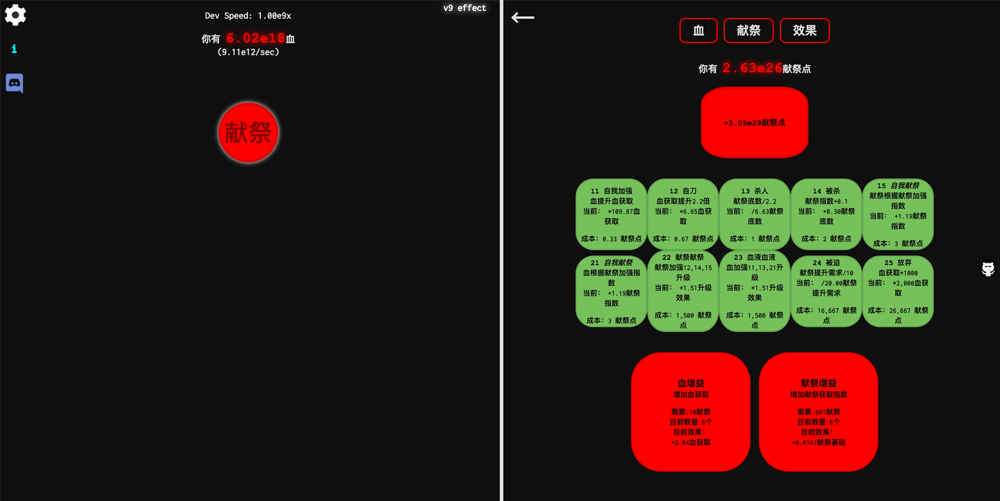 Dev Speed: 1.00e9x
v9 effect
你有 6.02e18血
(9.11e12/sec)
i
献祭
血
献祭
效果
你有 2.63e26献祭点
+3.05e29献祭点
11 自我加强
血提升血获取
当前： *109.87血
获取
成本：0.33 献祭点
12 自刀
血获取提升2.2倍
当前： *6.65血获
取
成本：0.67 献祭点
13 杀人
献祭底数/2.2
当前： /6.63献祭
底数
成本：1 献祭点
14 被杀
献祭指数+0.1
当前： +0.30献祭
底数
成本：2 献祭点
15 自我献祭
献祭根据献祭加强
指数
当前： +1.19献祭
指数
成本：3 献祭点
21 自我献祭
血根据献祭加强指
数
当前： +1.19献祭
指数
成本：3 献祭点
22 献祭献祭
献祭加强12,14,15
升级
当前： *1.51升级
效果
成本：1,500 献祭
点
23 血液血液
血加强11,13,21升
级
当前： *1.51升级
效果
成本：1,500 献祭
点
24 被迫
献祭提升需求/10
当前： /20.00献祭
提升需求
成本：16,667 献祭
点
25 放弃
血获取*1000
当前： *2,000血获
取
成本：26,667 献祭
点
血增益
增加血获取
需要:10献祭
目前数量:6个
目前效果:
*2.64血获取
献祭增益
增加献祭获取指数
需要:801献祭
目前数量:6个
目前效果:
+0.0167献祭基础